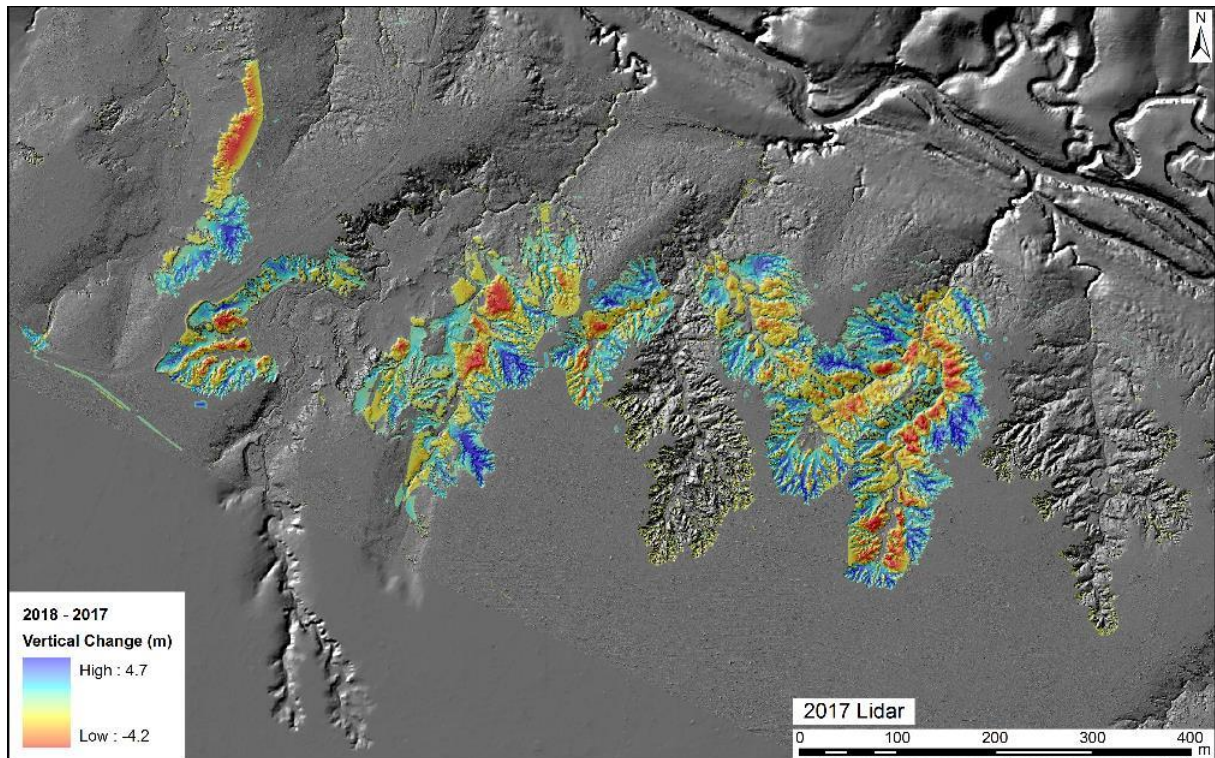 N
2018 - 2017
Vertical Change (m)
High : 4.7
Low : -4.2
2017 Lidar
0 100 200 300 400
m